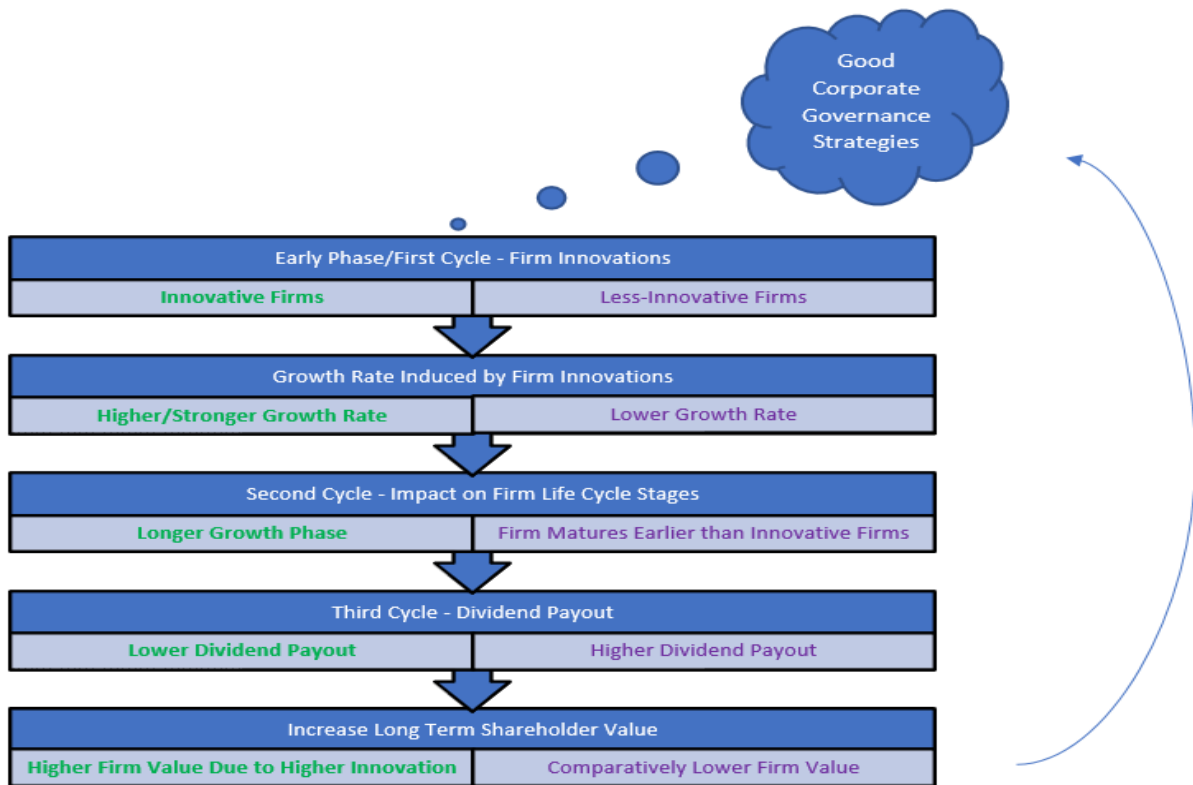 Good
Corporate
Governance
Strategies
Early Phase/First Cycle - Firm Innovations
Innovative Firms
Less-Innovative Firms
Growth Rate Induced by Firm Innovations
Higher/Stronger Growth Rate
Lower Growth Rate
Second Cycle - Impact on Firm Life Cycle Stages
Longer Growth Phase
Firm Matures Earlier than Innovative Firms
Third Cycle - Dividend Payout
Lower Dividend Payout
Higher Dividend Payout
Increase Long Term Shareholder Value
Higher Firm Value Due to Higher Innovation
Comparatively Lower Firm Value